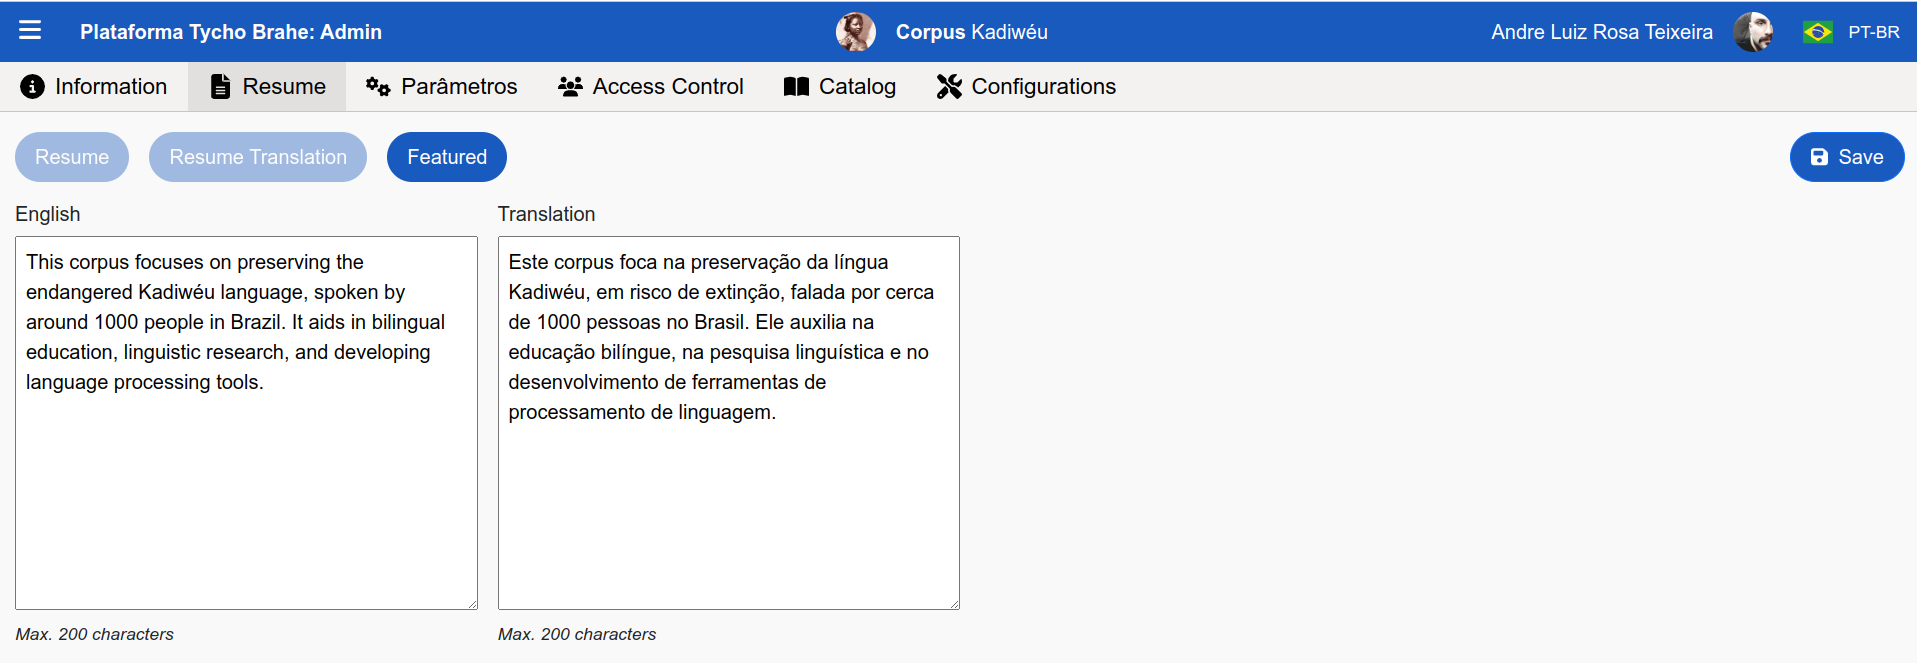 Plataforma Tycho Brahe: Admin
Corpus Kadiwéu
Andre Luiz Rosa Teixeira
PT-BR
Information
Resume
Parâmetros
Access Control
Catalog
Configurations
Resume
Resume Translation
Featured
Save
English
This corpus focuses on preserving the
endangered Kadiwéu language, spoken by
around 1000 people in Brazil. It aids in bilingual
education, linguistic research, and developing
language processing tools.
Max. 200 characters
Translation
Este corpus foca na preservação da língua
Kadiwéu, em risco de extinção, falada por cerca
de 1000 pessoas no Brasil. Ele auxilia na
educação bilíngue, na pesquisa linguística e no
desenvolvimento de ferramentas de
processamento de linguagem.
Max. 200 characters